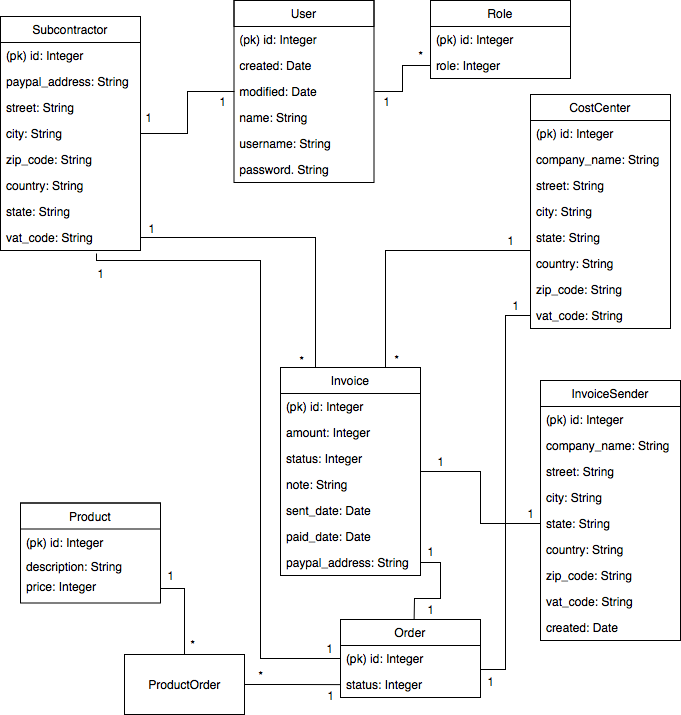 Subcontractor
(pk) id: Integer
paypal_address: String
street: String
city: String
zip_code: String
country: String
state: String
vat_code: String
User
(pk) id: Integer
created: Date
modified: Date
name: String
username: String
password. String
Role
(pk) id: Integer
role: Integer
1
1
1
*
CostCenter
(pk) id: Integer
company_name: String
street: String
city: String
state: String
country: String
zip_code: String
vat_code: String
1
1
1
1
*
*
Invoice
(pk) id: Integer
amount: Integer
status: Integer
note: String
sent_date: Date
paid_date: Date
paypal_address: String
InvoiceSender
(pk) id: Integer
company_name: String
street: String
city: String
state: String
country: String
zip_code: String
vat_code: String
created: Date
1
1
1
1
Product
(pk) id: Integer
description: String
price: Integer
1
*
ProductOrder
*
1
1
1
Order
(pk) id: Integer
status: Integer